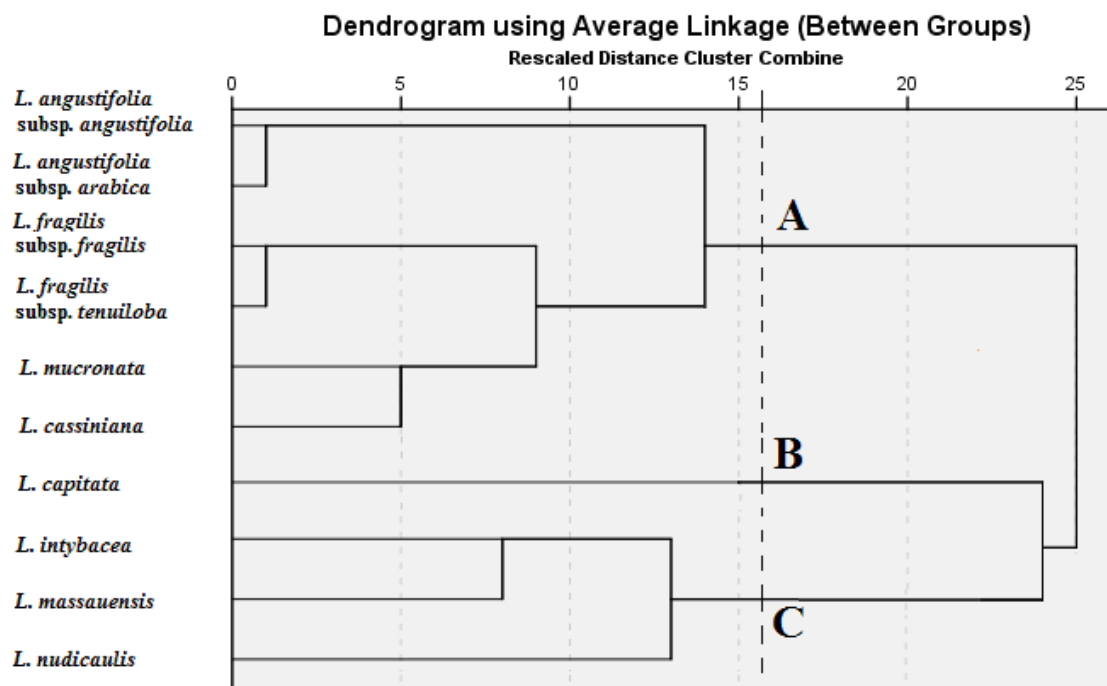 Dendrogram using Average Linkage (Between Groups)
Rescaled Distance Cluster Combine
0 5 10 15 20 25
L. angustifolia
subsp. angustifolia
L. angustifolia
subsp. arabica
L. fragilis
subsp. fragilis
L. fragilis
subsp. tenuiloba
L. mucronata
L. cassiniana
L. capitata
L. intybacea
L. massauensis
L. nudicaulis
A
B
C